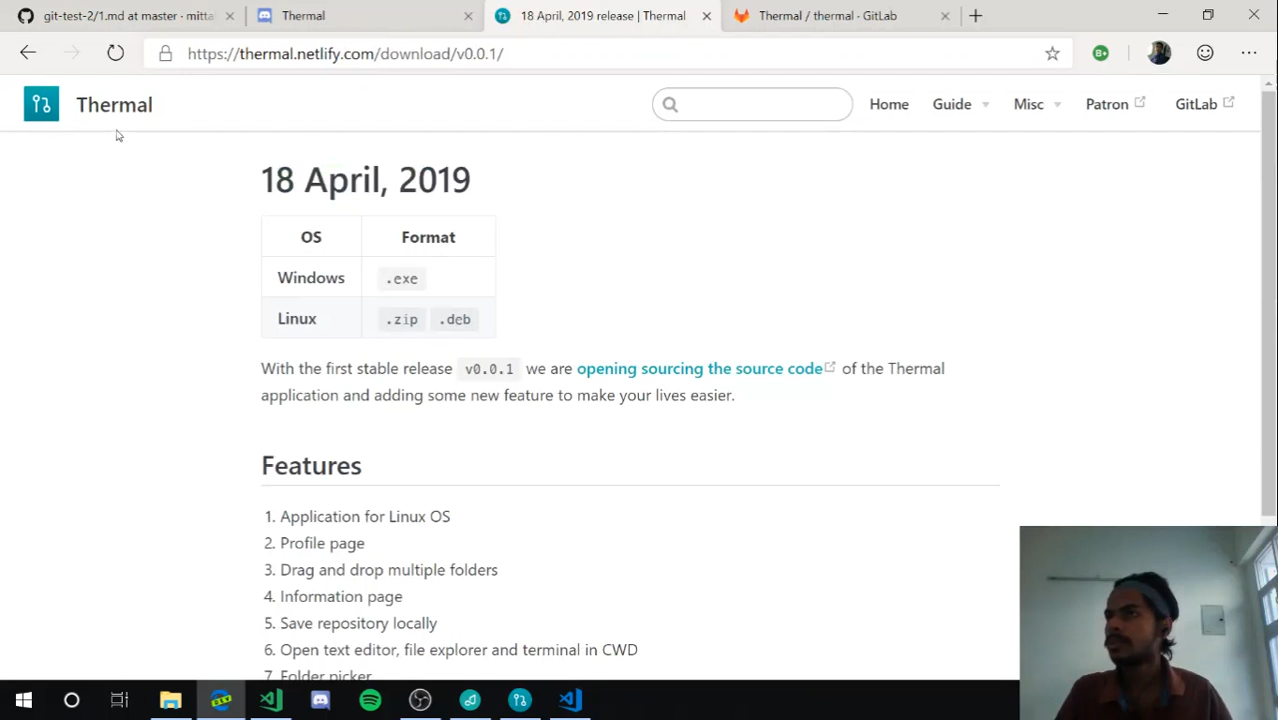 git-test-2/1.md at master · mitta
Thermal
18 April, 2019 release | Thermal
Thermal / thermal · GitLab
https://thermal.netlify.com/download/v0.0.1/
Thermal
Home
Guide
Misc
Patron
GitLab
18 April, 2019
OS Format
Windows .exe
Linux .zip .deb
With the first stable release v0.0.1 we are opening sourcing the source code of the Thermal
application and adding some new feature to make your lives easier.
Features
1. Application for Linux OS
2. Profile page
3. Drag and drop multiple folders
4. Information page
5. Save repository locally
6. Open text editor, file explorer and terminal in CWD
7. Folder picker